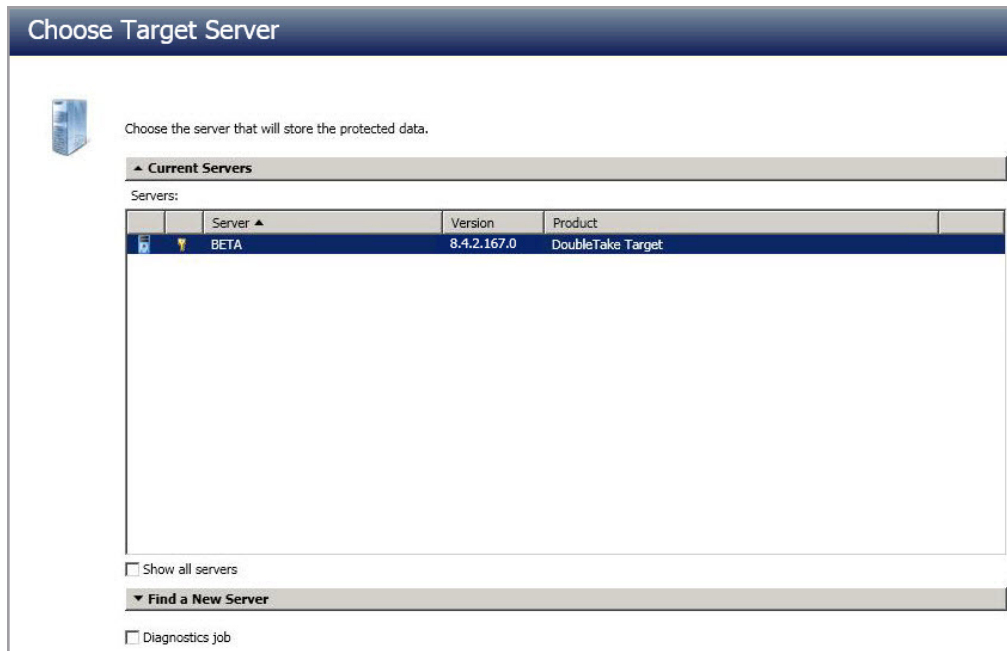 Choose Target Server
Choose the server that will store the protected data.
Current Servers
Servers:
Server Version Product
BETA 8.4.2.167.0 DoubleTake Target
Show all servers
Find a New Server
Diagnostics job